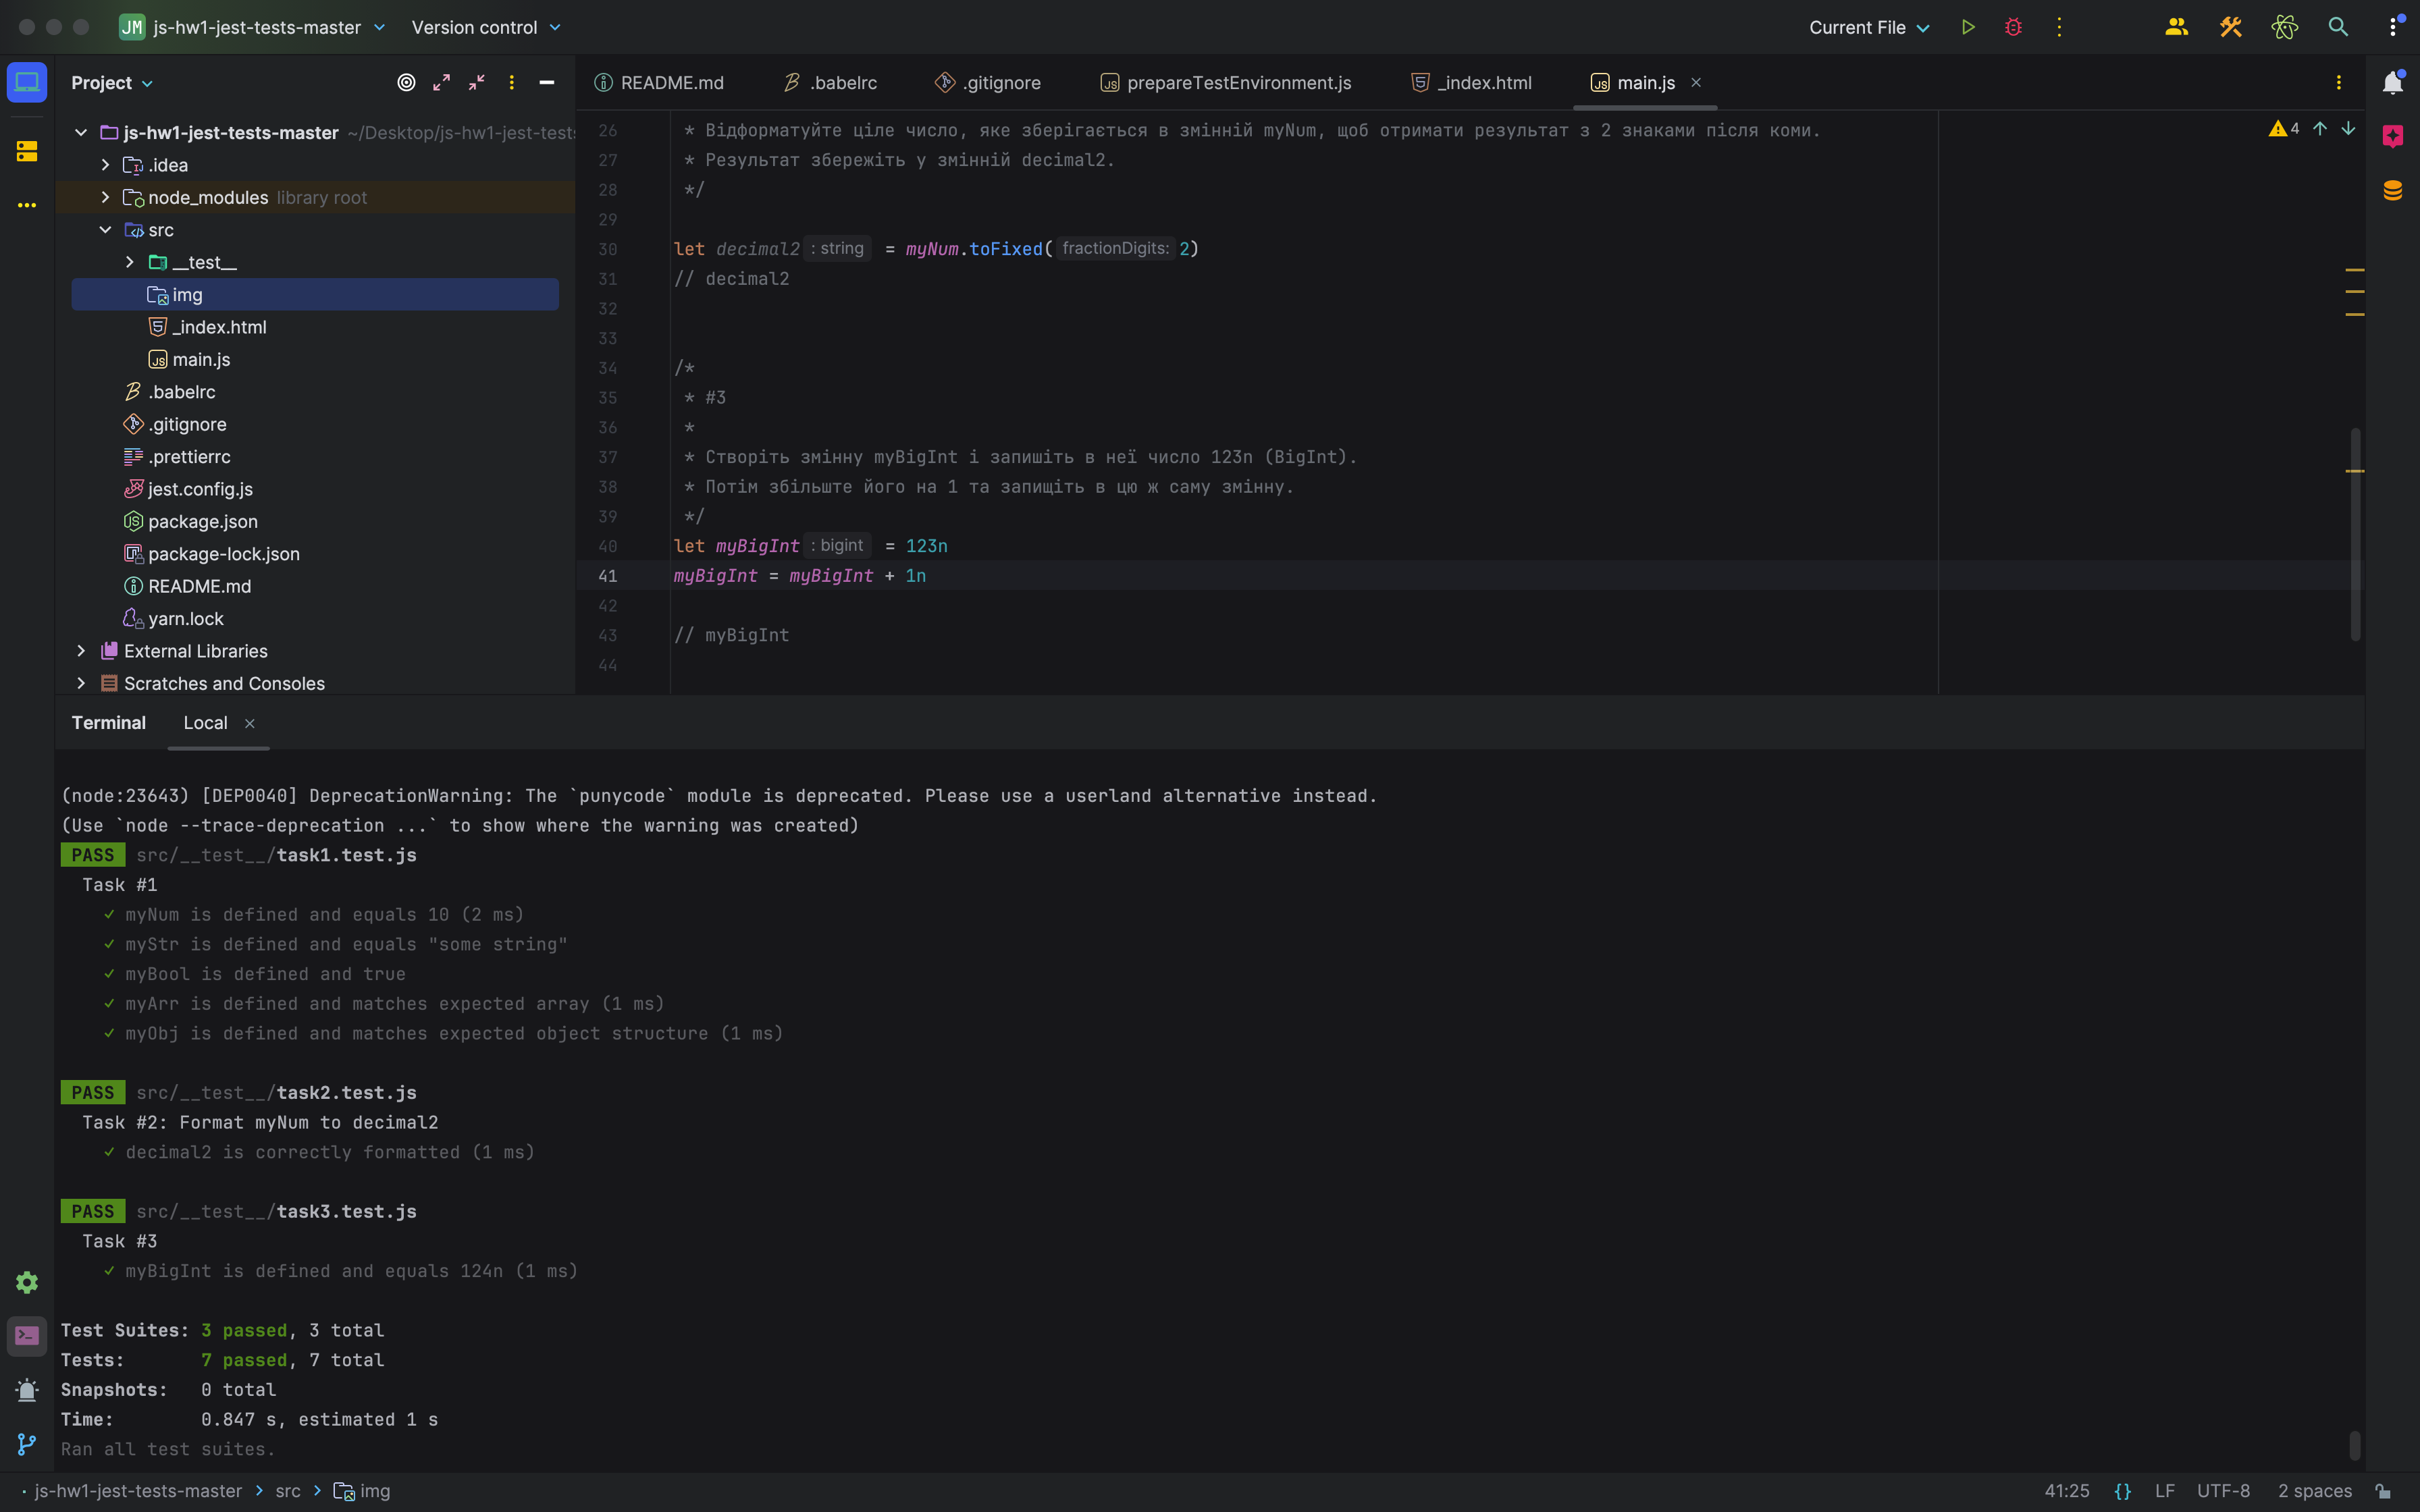 JM js-hw1-jest-tests-master Version control Current File
Project
README.md .babelrc .gitignore prepareTestEnvironment.js _index.html main.js
js-hw1-jest-tests-master ~/Desktop/js-hw1-jest-tests
.idea
node_modules library root
src
__test__
img
_index.html
main.js
.babelrc
.gitignore
.prettierrc
jest.config.js
package.json
package-lock.json
README.md
yarn.lock
External Libraries
Scratches and Consoles
4
26 * Відформатуйте ціле число, яке зберігається в змінній myNum, щоб отримати результат з 2 знаками після коми.
27 * Результат збережіть у змінній decimal2.
28 */
29
30 let decimal2 : string = myNum.toFixed( fractionDigits: 2)
31 // decimal2
32
33
34 /*
35 * #3
36 *
37 * Створіть змінну myBigInt і запишіть в неї число 123n (BigInt).
38 * Потім збільште його на 1 та запищіть в цю ж саму змінну.
39 */
40 let myBigInt : bigint = 123n
41 myBigInt = myBigInt + 1n
42
43 // myBigInt
44
Terminal Local
(node:23643) [DEP0040] DeprecationWarning: The `punycode` module is deprecated. Please use a userland alternative instead.
(Use `node --trace-deprecation ...` to show where the warning was created)
PASS src/__test__/task1.test.js
Task #1
✓ myNum is defined and equals 10 (2 ms)
✓ myStr is defined and equals "some string"
✓ myBool is defined and true
✓ myArr is defined and matches expected array (1 ms)
✓ myObj is defined and matches expected object structure (1 ms)
PASS src/__test__/task2.test.js
Task #2: Format myNum to decimal2
✓ decimal2 is correctly formatted (1 ms)
PASS src/__test__/task3.test.js
Task #3
✓ myBigInt is defined and equals 124n (1 ms)
Test Suites: 3 passed, 3 total
Tests: 7 passed, 7 total
Snapshots: 0 total
Time: 0.847 s, estimated 1 s
Ran all test suites.
js-hw1-jest-tests-master > src > img 41:25 {} LF UTF-8 2 spaces